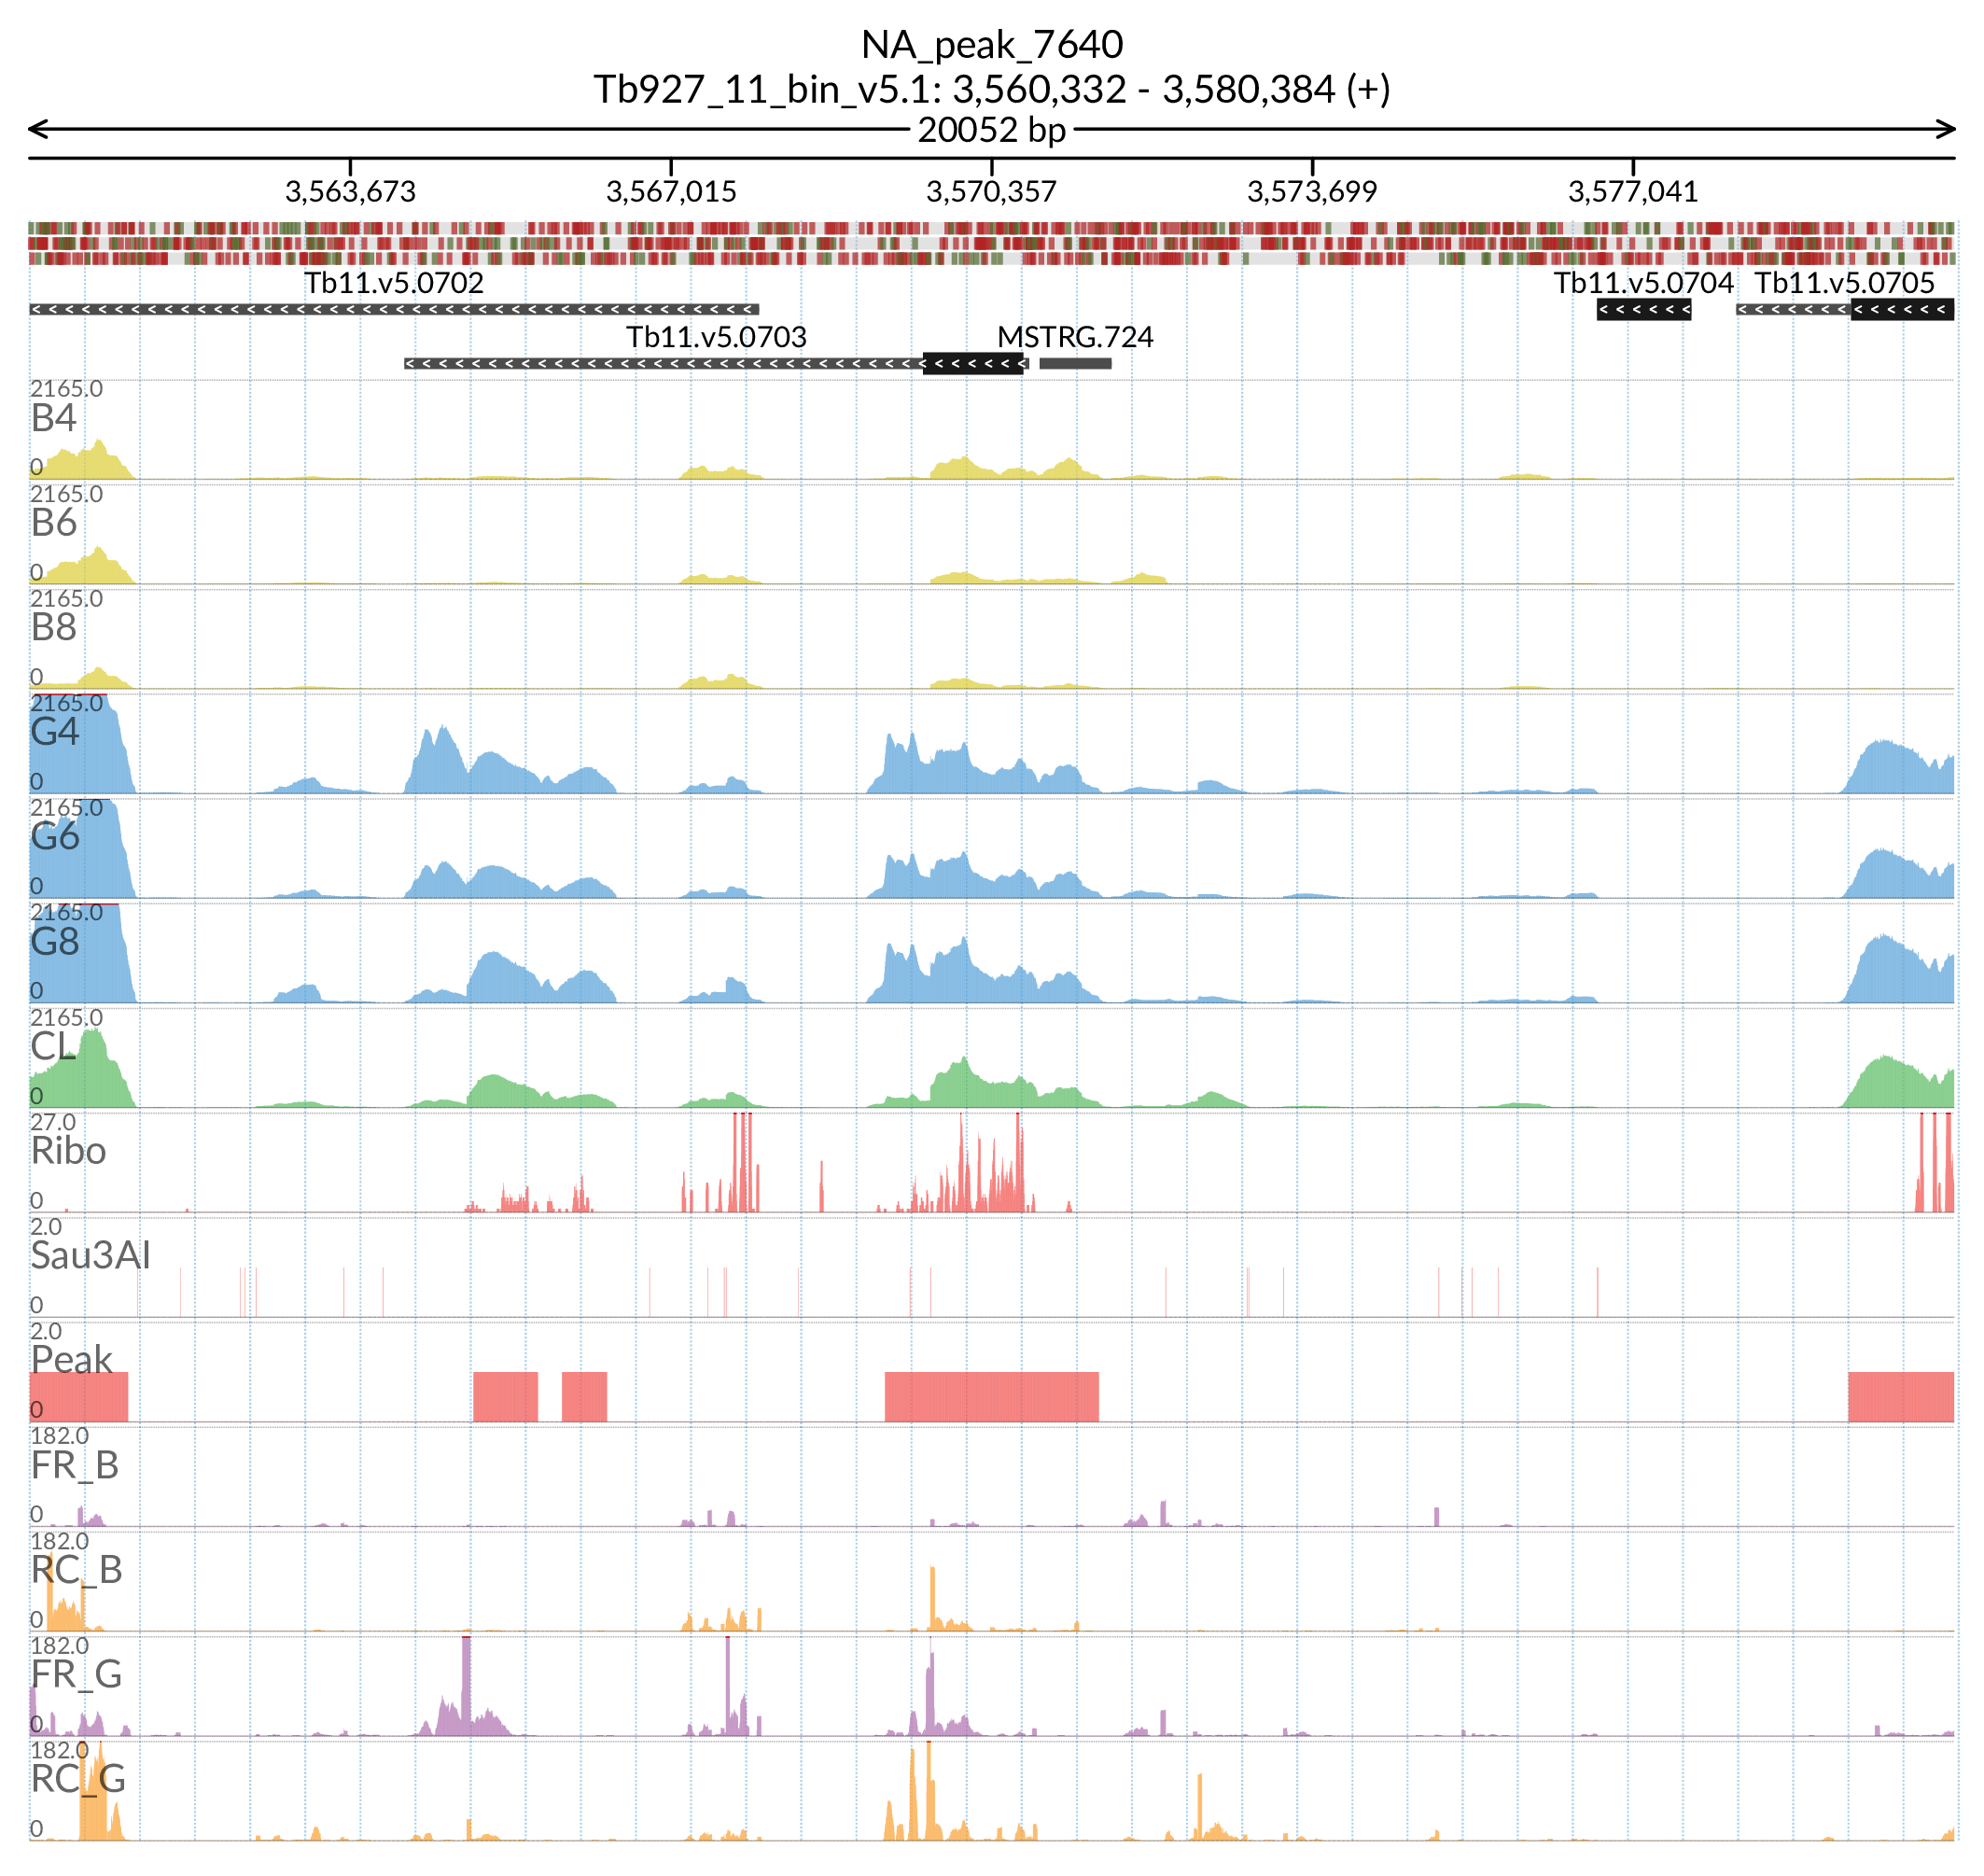 NA_peak_7640
Tb927_11_bin_v5.1: 3,560,332 - 3,580,384 (+)
20052 bp
3,563,673 3,567,015 3,570,357 3,573,699 3,577,041
Tb11.v5.0702 Tb11.v5.0704 Tb11.v5.0705
Tb11.v5.0703 MSTRG.724
2165.0
B4
0
2165.0
B6
0
2165.0
B8
0
2165.0
G4
0
2165.0
G6
0
2165.0
G8
0
2165.0
CL
0
27.0
Ribo
0
2.0
Sau3AI
0
2.0
Peak
0
182.0
FR_B
0
182.0
RC_B
0
182.0
FR_G
0
182.0
RC_G
0